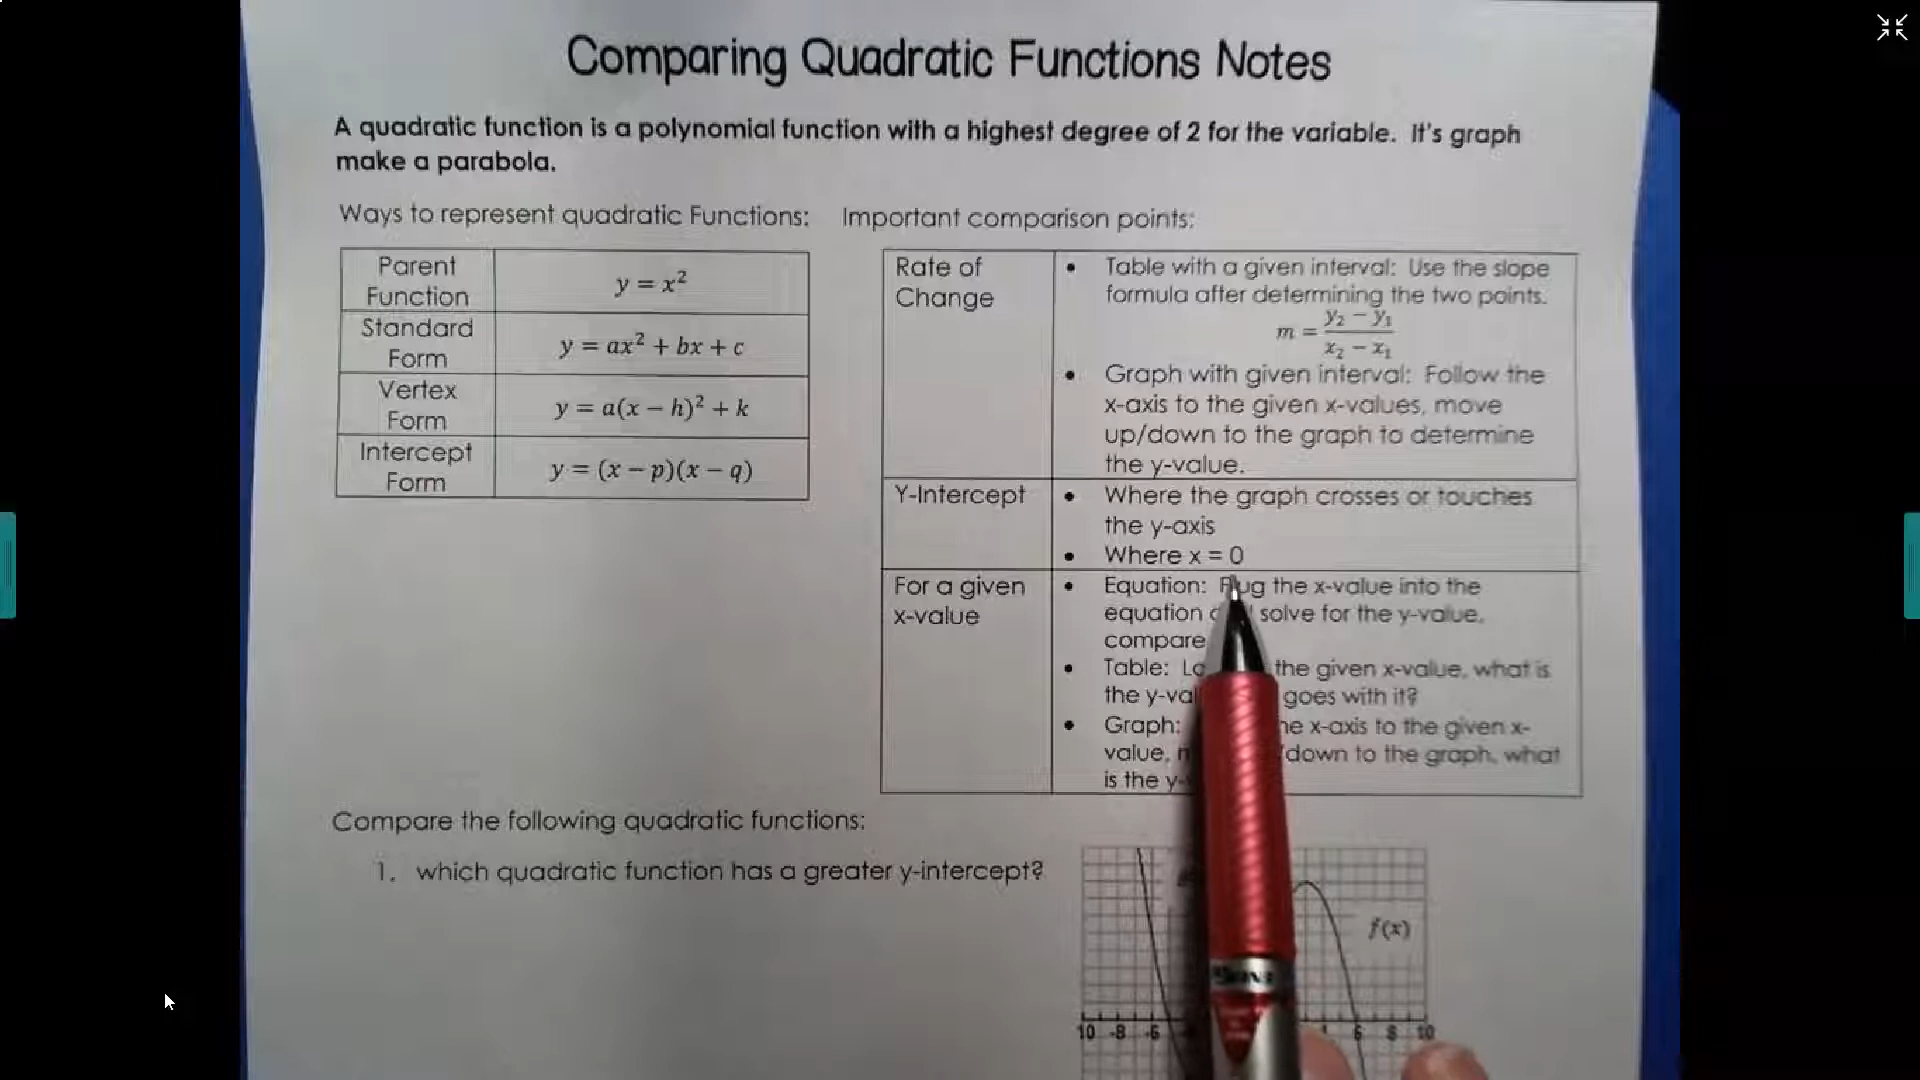 Comparing Quadratic Functions Notes
A quadratic function is a polynomial function with a highest degree of 2 for the variable. It's graph
make a parabola.
Ways to represent quadratic Functions:
Parent
Function
y = x²
Standard
Form
y = ax² + bx + c
Vertex
Form
y = a(x − h)² + k
Intercept
Form
y = (x − p)(x − q)
Important comparison points:
Rate of
Change
• Table with a given interval: Use the slope
formula after determining the two points.
m = (y₂ − y₁)/(x₂ − x₁)
• Graph with given interval: Follow the
x-axis to the given x-values, move
up/down to the graph to determine
the y-value.
Y-Intercept
• Where the graph crosses or touches
the y-axis
• Where x = 0
For a given
x-value
• Equation: Plug the x-value into the
equation solve for the y-value,
compare
• Table: the given x-value, what is
the goes with it?
• Graph: x-axis to the given x-
value, /down to the graph, what
is the
Compare the following quadratic functions:
1. which quadratic function has a greater y-intercept?
f(x)
10 -8 -6 6 8 10